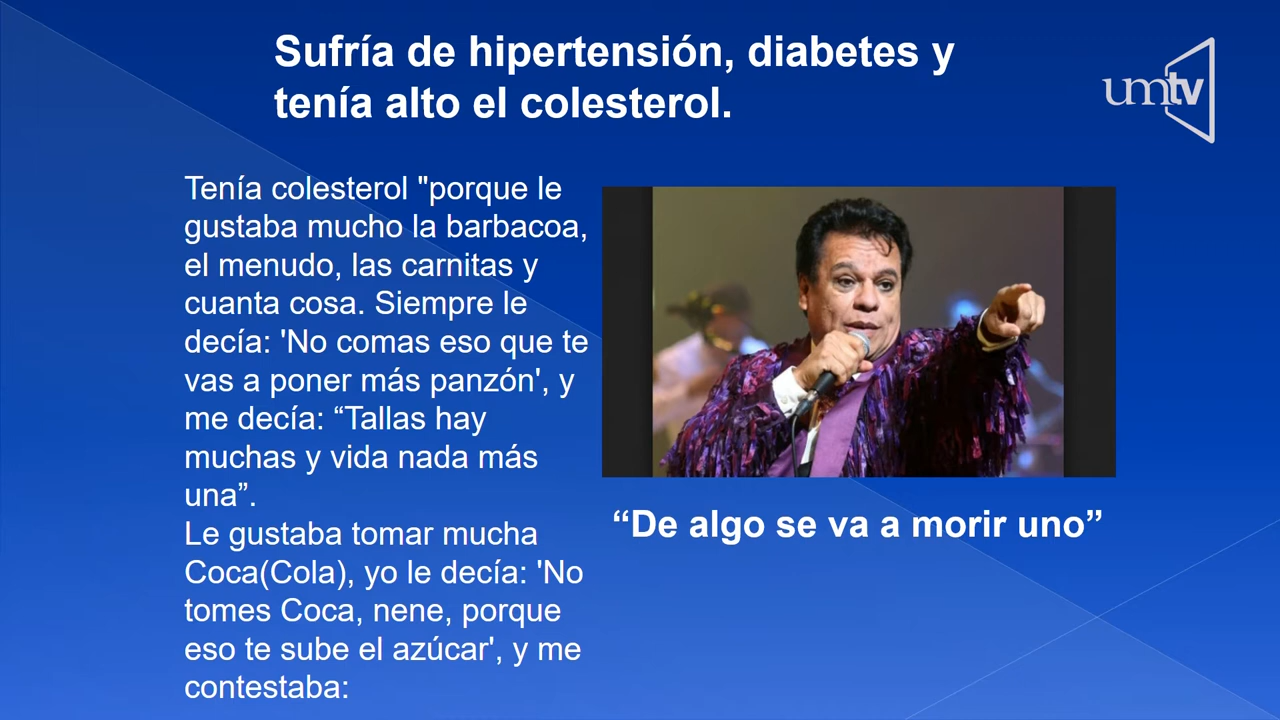 Sufría de hipertensión, diabetes y
tenía alto el colesterol.
umtv
Tenía colesterol "porque le
gustaba mucho la barbacoa,
el menudo, las carnitas y
cuanta cosa. Siempre le
decía: 'No comas eso que te
vas a poner más panzón', y
me decía: “Tallas hay
muchas y vida nada más
una”.
Le gustaba tomar mucha
Coca(Cola), yo le decía: 'No
tomes Coca, nene, porque
eso te sube el azúcar', y me
contestaba:
“De algo se va a morir uno”